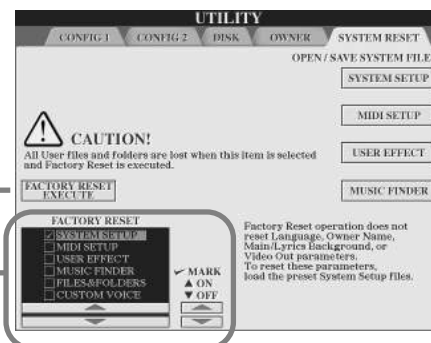 UTILITY
CONFIG 1 CONFIG 2 DISK OWNER SYSTEM RESET
OPEN / SAVE SYSTEM FILE
SYSTEM SETUP
MIDI SETUP
USER EFFECT
MUSIC FINDER
CAUTION!
All User files and folders are lost when this item is selected
and Factory Reset is executed.
FACTORY RESET
EXECUTE
FACTORY RESET
SYSTEM SETUP
MIDI SETUP
USER EFFECT
MUSIC FINDER
FILES&FOLDERS
CUSTOM VOICE
MARK
▲ ON
▼ OFF
Factory Reset operation does not
reset Language, Owner Name,
Main/Lyrics Background, or
Video Out parameters.
To reset these parameters,
load the preset System Setup files.